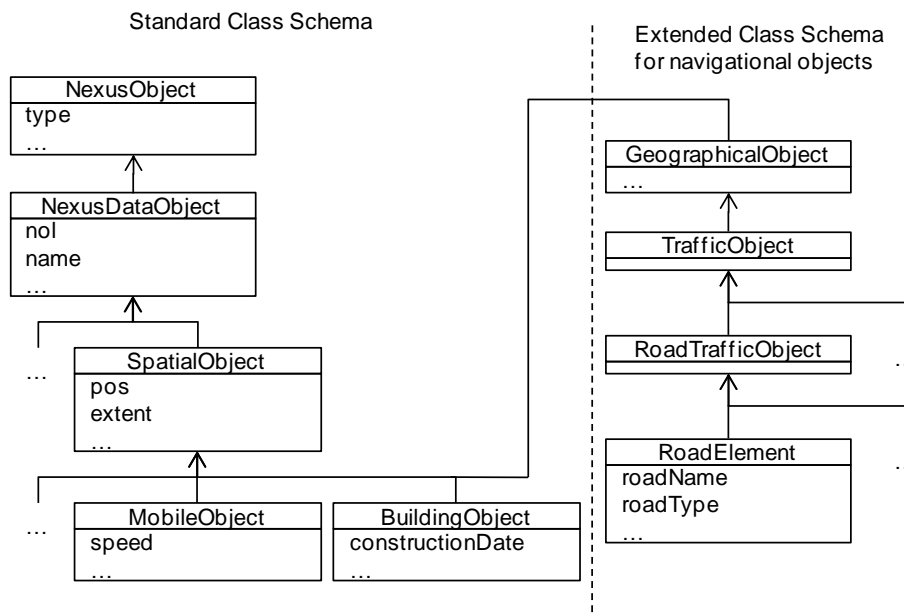 Standard Class Schema
Extended Class Schema
for navigational objects
NexusObject
type
...
NexusDataObject
nol
name
...
...
SpatialObject
pos
extent
...
...
MobileObject
speed
...
BuildingObject
constructionDate
...
GeographicalObject
...
TrafficObject
RoadTrafficObject
...
RoadElement
roadName
roadType
...
...